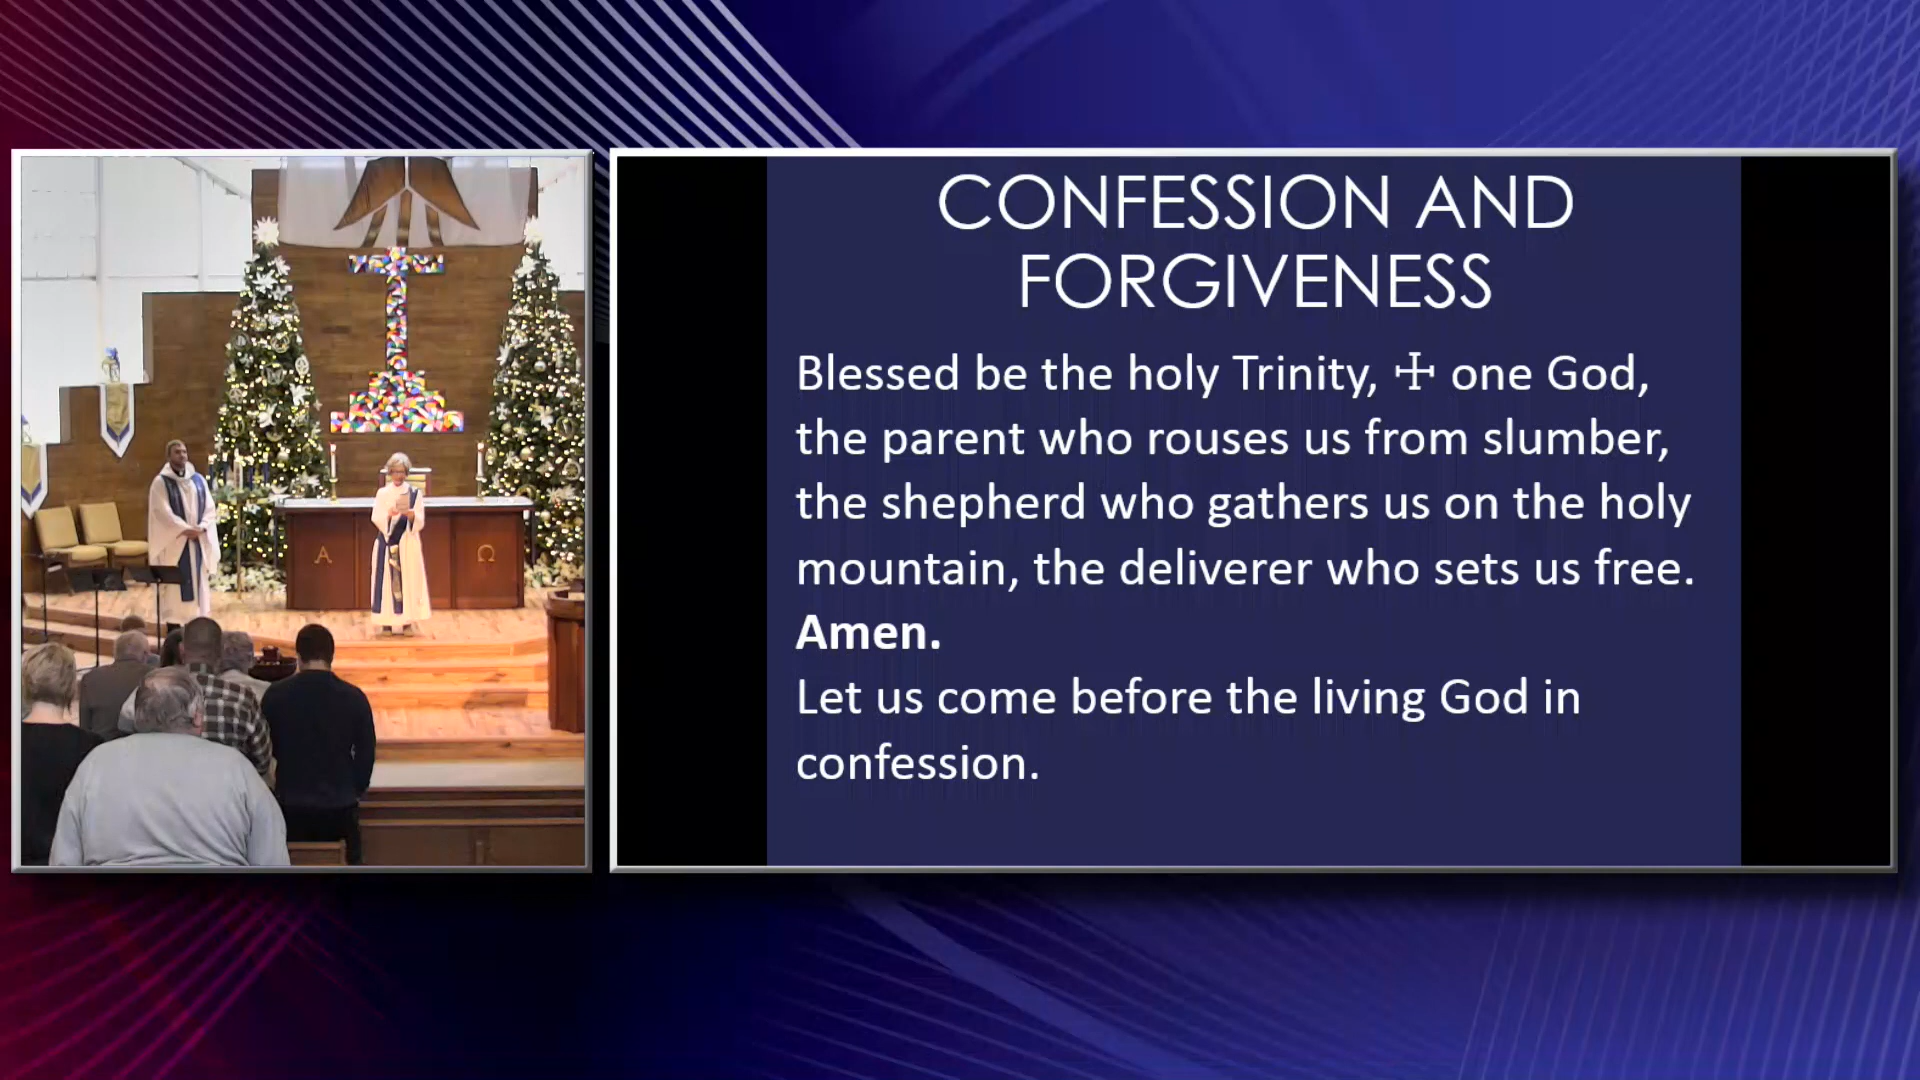 CONFESSION AND
FORGIVENESS
Blessed be the holy Trinity, ☩ one God,
the parent who rouses us from slumber,
the shepherd who gathers us on the holy
mountain, the deliverer who sets us free.
Amen.
Let us come before the living God in
confession.
Α
Ω